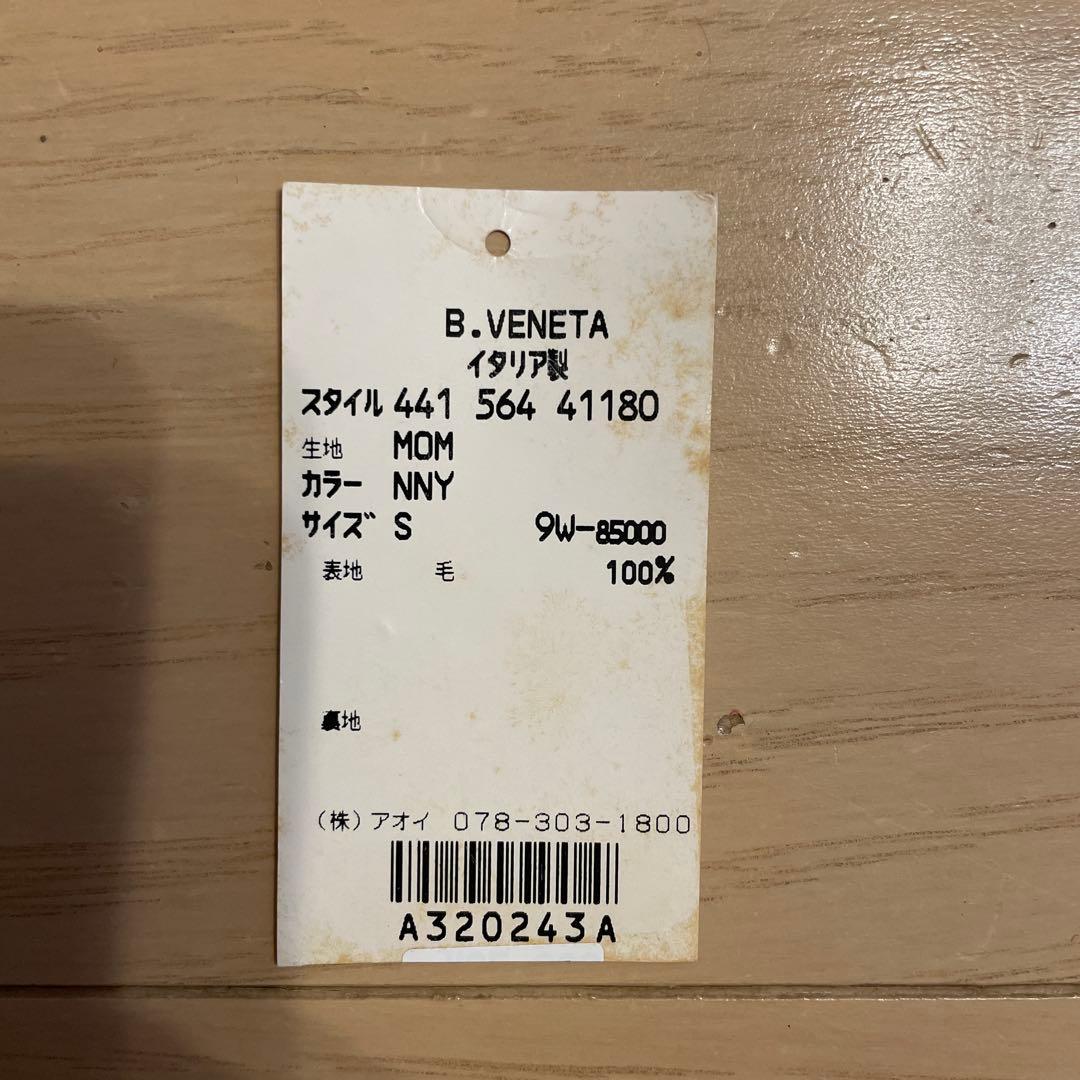 B.VENETA
イタリア製
スタイル 441 564 41180
生地 MOM
カラー NNY
サイズ S 9W-85000
表地 毛 100%
裏地
(株)アオイ 078-303-1800
A320243A